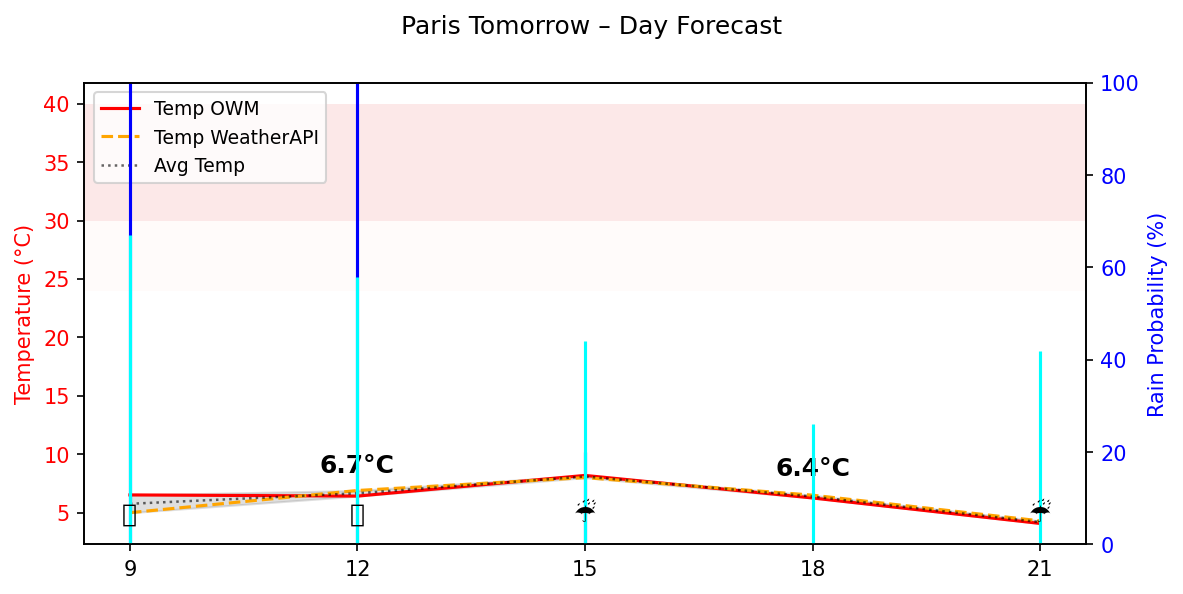 Paris Tomorrow – Day Forecast
Temp OWM
Temp WeatherAPI
Avg Temp
Temperature (°C)
40
35
30
25
20
15
10
5
Rain Probability (%)
100
80
60
40
20
0
6.7°C
6.4°C
9
12
15
18
21